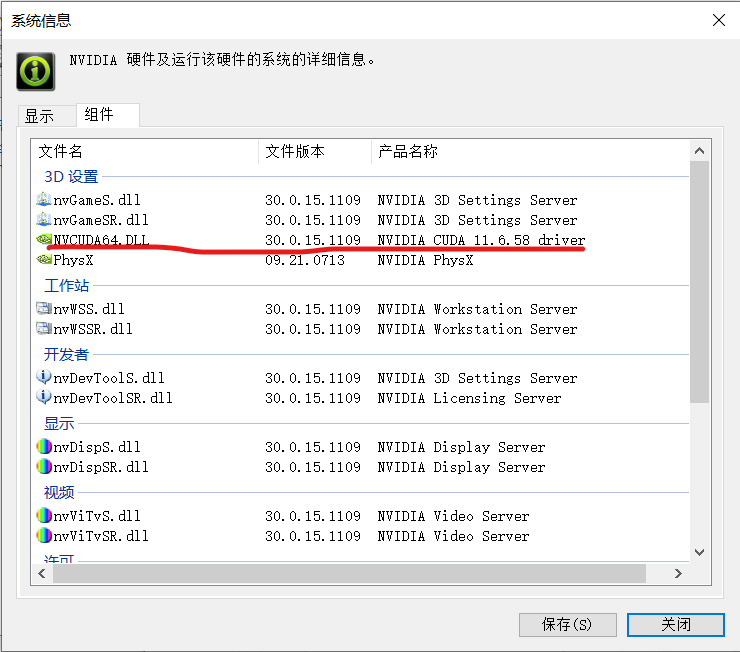 系统信息
NVIDIA 硬件及运行该硬件的系统的详细信息。
显示 组件
文件名 文件版本 产品名称
3D 设置
nvGameS.dll 30.0.15.1109 NVIDIA 3D Settings Server
nvGameSR.dll 30.0.15.1109 NVIDIA 3D Settings Server
NVCUDA64.DLL 30.0.15.1109 NVIDIA CUDA 11.6.58 driver
PhysX 09.21.0713 NVIDIA PhysX
工作站
nvWSS.dll 30.0.15.1109 NVIDIA Workstation Server
nvWSSR.dll 30.0.15.1109 NVIDIA Workstation Server
开发者
nvDevToolS.dll 30.0.15.1109 NVIDIA 3D Settings Server
nvDevToolSR.dll 30.0.15.1109 NVIDIA Licensing Server
显示
nvDispS.dll 30.0.15.1109 NVIDIA Display Server
nvDispSR.dll 30.0.15.1109 NVIDIA Display Server
视频
nvViTvS.dll 30.0.15.1109 NVIDIA Video Server
nvViTvSR.dll 30.0.15.1109 NVIDIA Video Server
许可
保存(S) 关闭